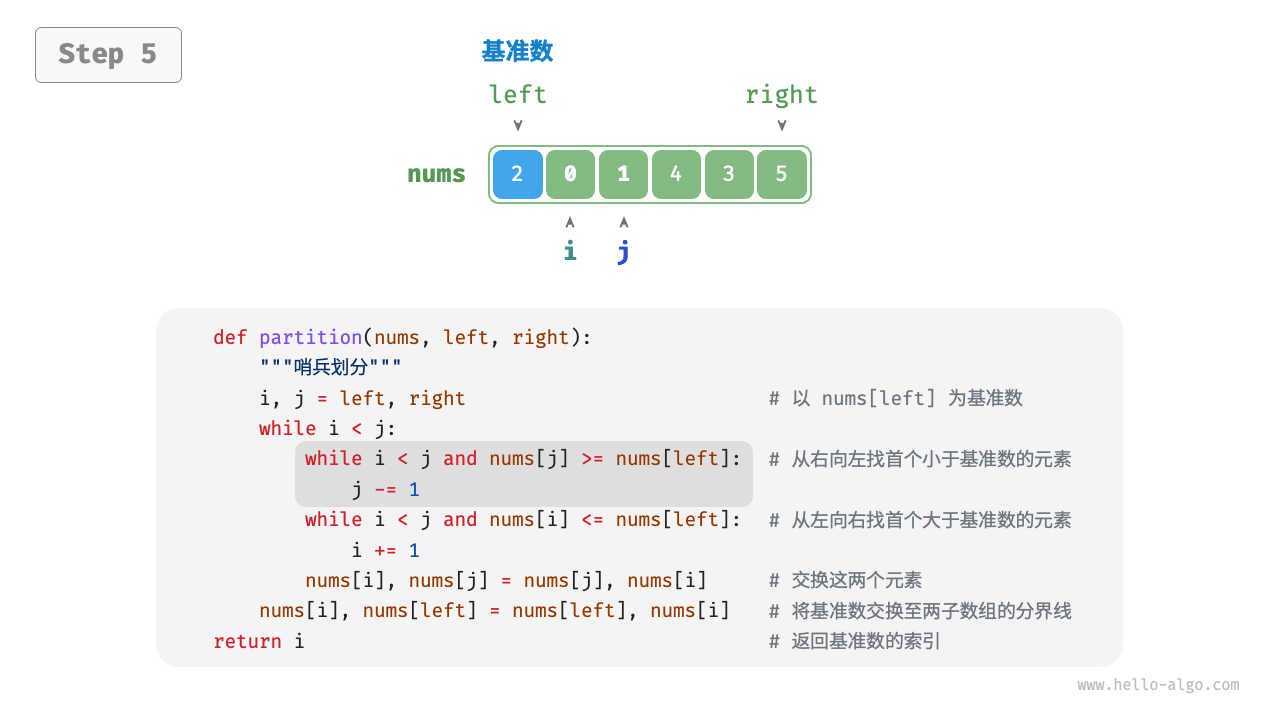 Step 5
基准数
left right
nums 2 0 1 4 3 5
i j
def partition(nums, left, right):
"""哨兵划分"""
i, j = left, right # 以 nums[left] 为基准数
while i < j:
while i < j and nums[j] >= nums[left]: # 从右向左找首个小于基准数的元素
j -= 1
while i < j and nums[i] <= nums[left]: # 从左向右找首个大于基准数的元素
i += 1
nums[i], nums[j] = nums[j], nums[i] # 交换这两个元素
nums[i], nums[left] = nums[left], nums[i] # 将基准数交换至两子数组的分界线
return i # 返回基准数的索引
www.hello-algo.com